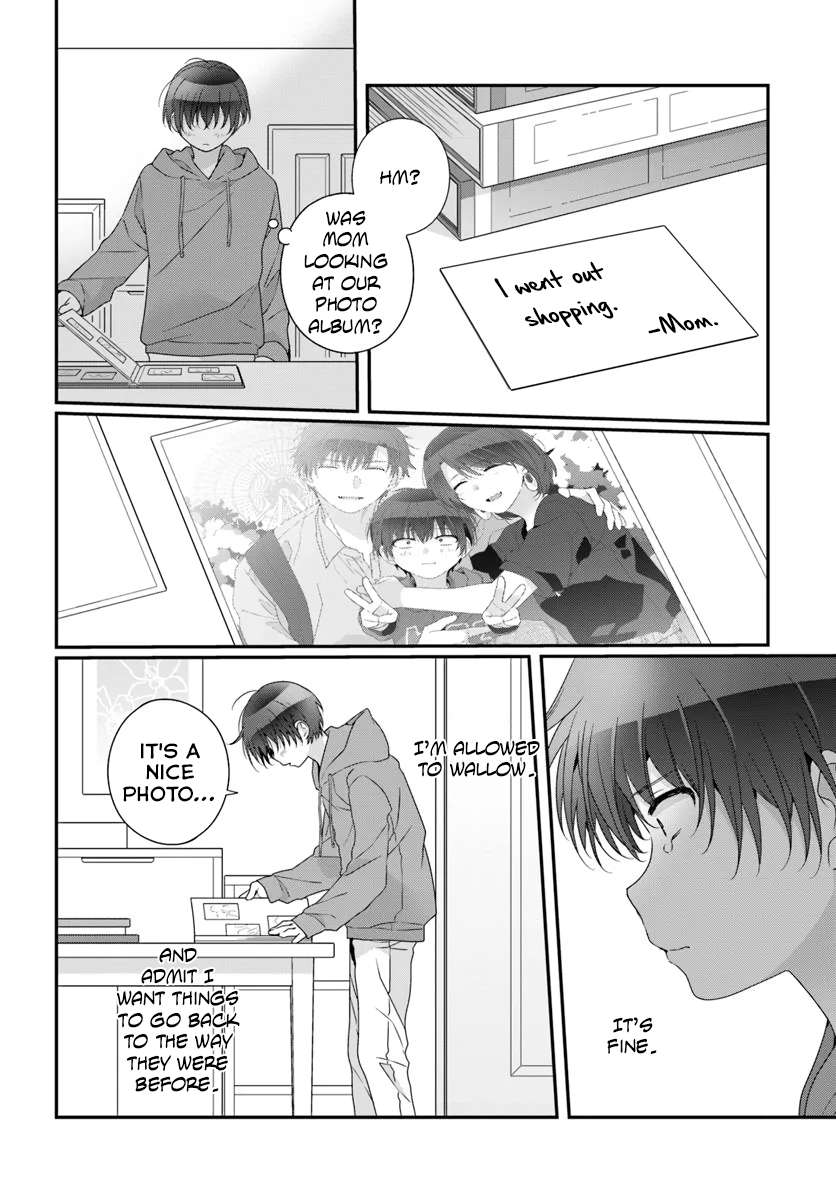 I went out
shopping.
-Mom.
HM?
WAS
MOM
LOOKING
AT OUR
PHOTO
ALBUM?
IT'S
FINE.
I'M ALLOWED
TO WALLOW.
IT'S A
NICE
PHOTO...
AND
ADMIT I
WANT THINGS
TO GO BACK
TO THE WAY
THEY WERE
BEFORE.